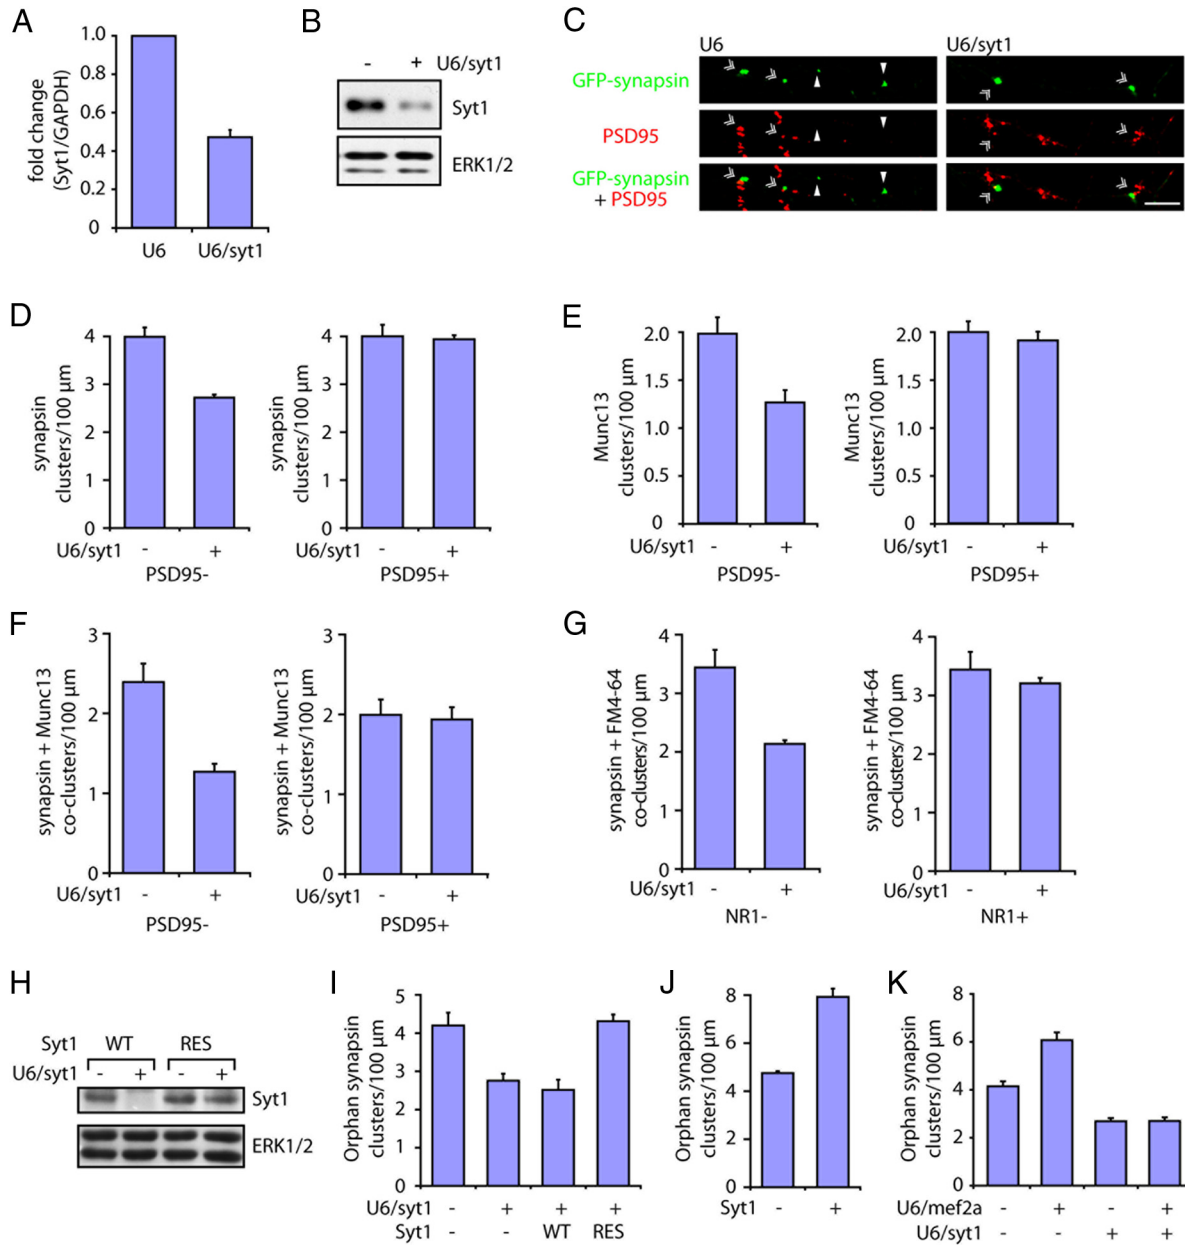 A
fold change
(Syt1/GAPDH)
1.0
0.8
0.6
0.4
0.2
0
U6
U6/syt1
B
-
+
U6/syt1
Syt1
ERK1/2
C
U6
U6/syt1
GFP-synapsin
PSD95
GFP-synapsin
+ PSD95
D
synapsin
clusters/100 µm
4
3
2
1
0
U6/syt1
-
+
PSD95-
synapsin
clusters/100 µm
4
3
2
1
0
-
+
PSD95+
E
Munc13
clusters/100 µm
2.0
1.5
1.0
0.5
0
U6/syt1
-
+
PSD95-
Munc13
clusters/100 µm
2.0
1.5
1.0
0.5
0
U6/syt1
-
+
PSD95+
F
synapsin + Munc13
co-clusters/100 µm
3
2
1
0
U6/syt1
-
+
PSD95-
synapsin + Munc13
co-clusters/100 µm
3
2
1
0
U6/syt1
-
+
PSD95+
G
synapsin + FM4-64
co-clusters/100 µm
4
3
2
1
0
U6/syt1
-
+
NR1-
synapsin + FM4-64
co-clusters/100 µm
4
3
2
1
0
U6/syt1
-
+
NR1+
H
Syt1
WT
RES
U6/syt1
-
+
-
+
Syt1
ERK1/2
I
Orphan synapsin
clusters/100 µm
5
4
3
2
1
0
U6/syt1
-
+
+
+
Syt1
-
-
WT
RES
J
Orphan synapsin
clusters/100 µm
8
6
4
2
0
Syt1
-
+
K
Orphan synapsin
clusters/100 µm
8
6
4
2
0
U6/mef2a
-
+
-
+
U6/syt1
-
-
+
+